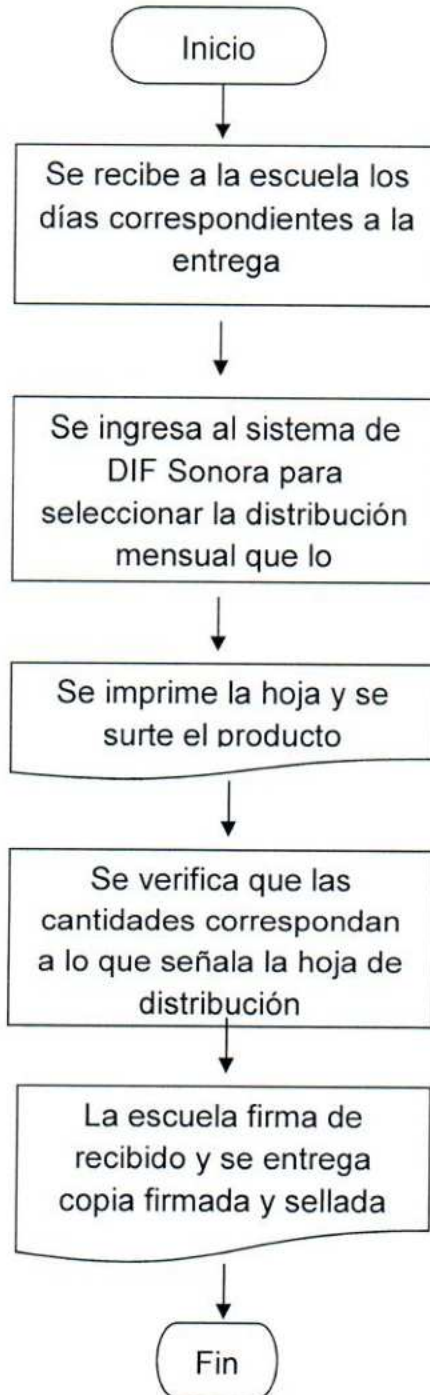 Inicio
Se recibe a la escuela los
días correspondientes a la
entrega
Se ingresa al sistema de
DIF Sonora para
seleccionar la distribución
mensual que lo
Se imprime la hoja y se
surte el producto
Se verifica que las
cantidades correspondan
a lo que señala la hoja de
distribución
La escuela firma de
recibido y se entrega
copia firmada y sellada
Fin